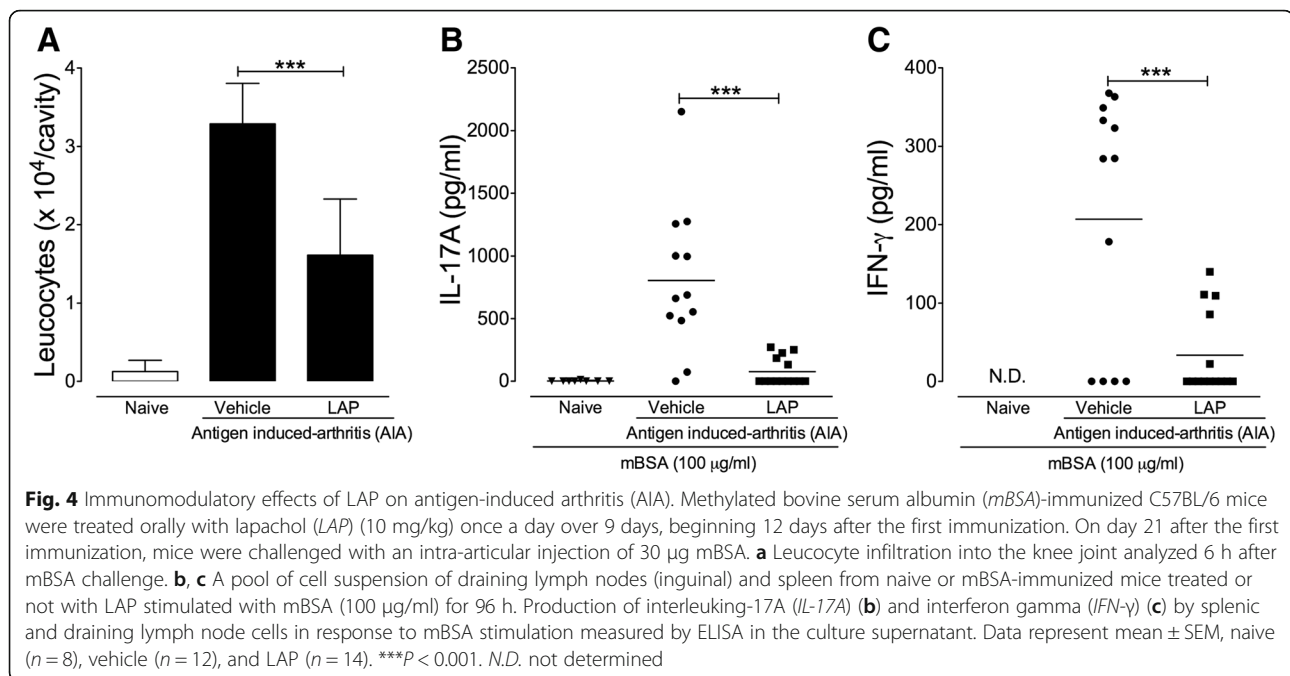 A
***
Leucocytes (x 10⁴/cavity)
4
3
2
1
0
Naive
Vehicle
LAP
Antigen induced-arthritis (AIA)
B
***
IL-17A (pg/ml)
2500
2000
1500
1000
500
0
Naive
Vehicle
LAP
Antigen induced-arthritis (AIA)
mBSA (100 μg/ml)
C
***
IFN-γ (pg/ml)
400
300
200
100
0
N.D.
Naive
Vehicle
LAP
Antigen induced-arthritis (AIA)
mBSA (100 μg/ml)
Fig. 4 Immunomodulatory effects of LAP on antigen-induced arthritis (AIA). Methylated bovine serum albumin (mBSA)-immunized C57BL/6 mice
were treated orally with lapachol (LAP) (10 mg/kg) once a day over 9 days, beginning 12 days after the first immunization. On day 21 after the first
immunization, mice were challenged with an intra-articular injection of 30 μg mBSA. a Leucocyte infiltration into the knee joint analyzed 6 h after
mBSA challenge. b, c A pool of cell suspension of draining lymph nodes (inguinal) and spleen from naive or mBSA-immunized mice treated or
not with LAP stimulated with mBSA (100 μg/ml) for 96 h. Production of interleuking-17A (IL-17A) (b) and interferon gamma (IFN-γ) (c) by splenic
and draining lymph node cells in response to mBSA stimulation measured by ELISA in the culture supernatant. Data represent mean ± SEM, naive
(n = 8), vehicle (n = 12), and LAP (n = 14). ***P < 0.001. N.D. not determined